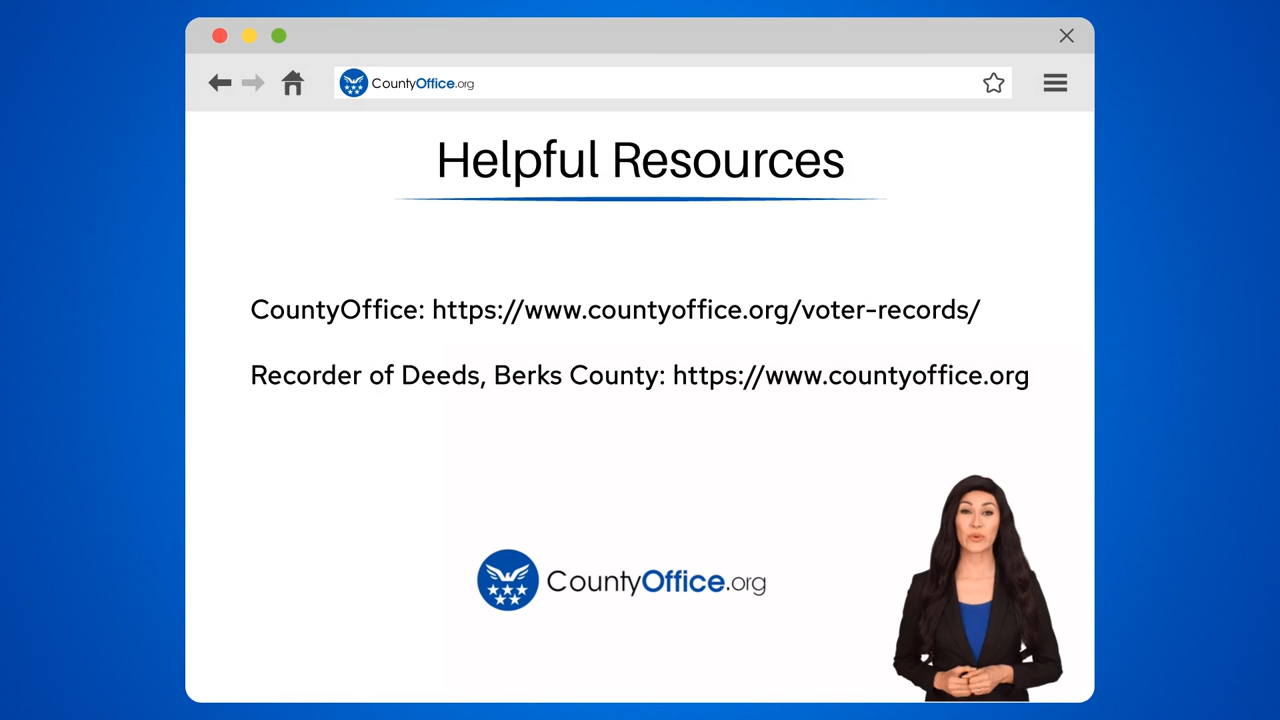 CountyOffice.org
Helpful Resources
CountyOffice: https://www.countyoffice.org/voter-records/
Recorder of Deeds, Berks County: https://www.countyoffice.org
CountyOffice.org